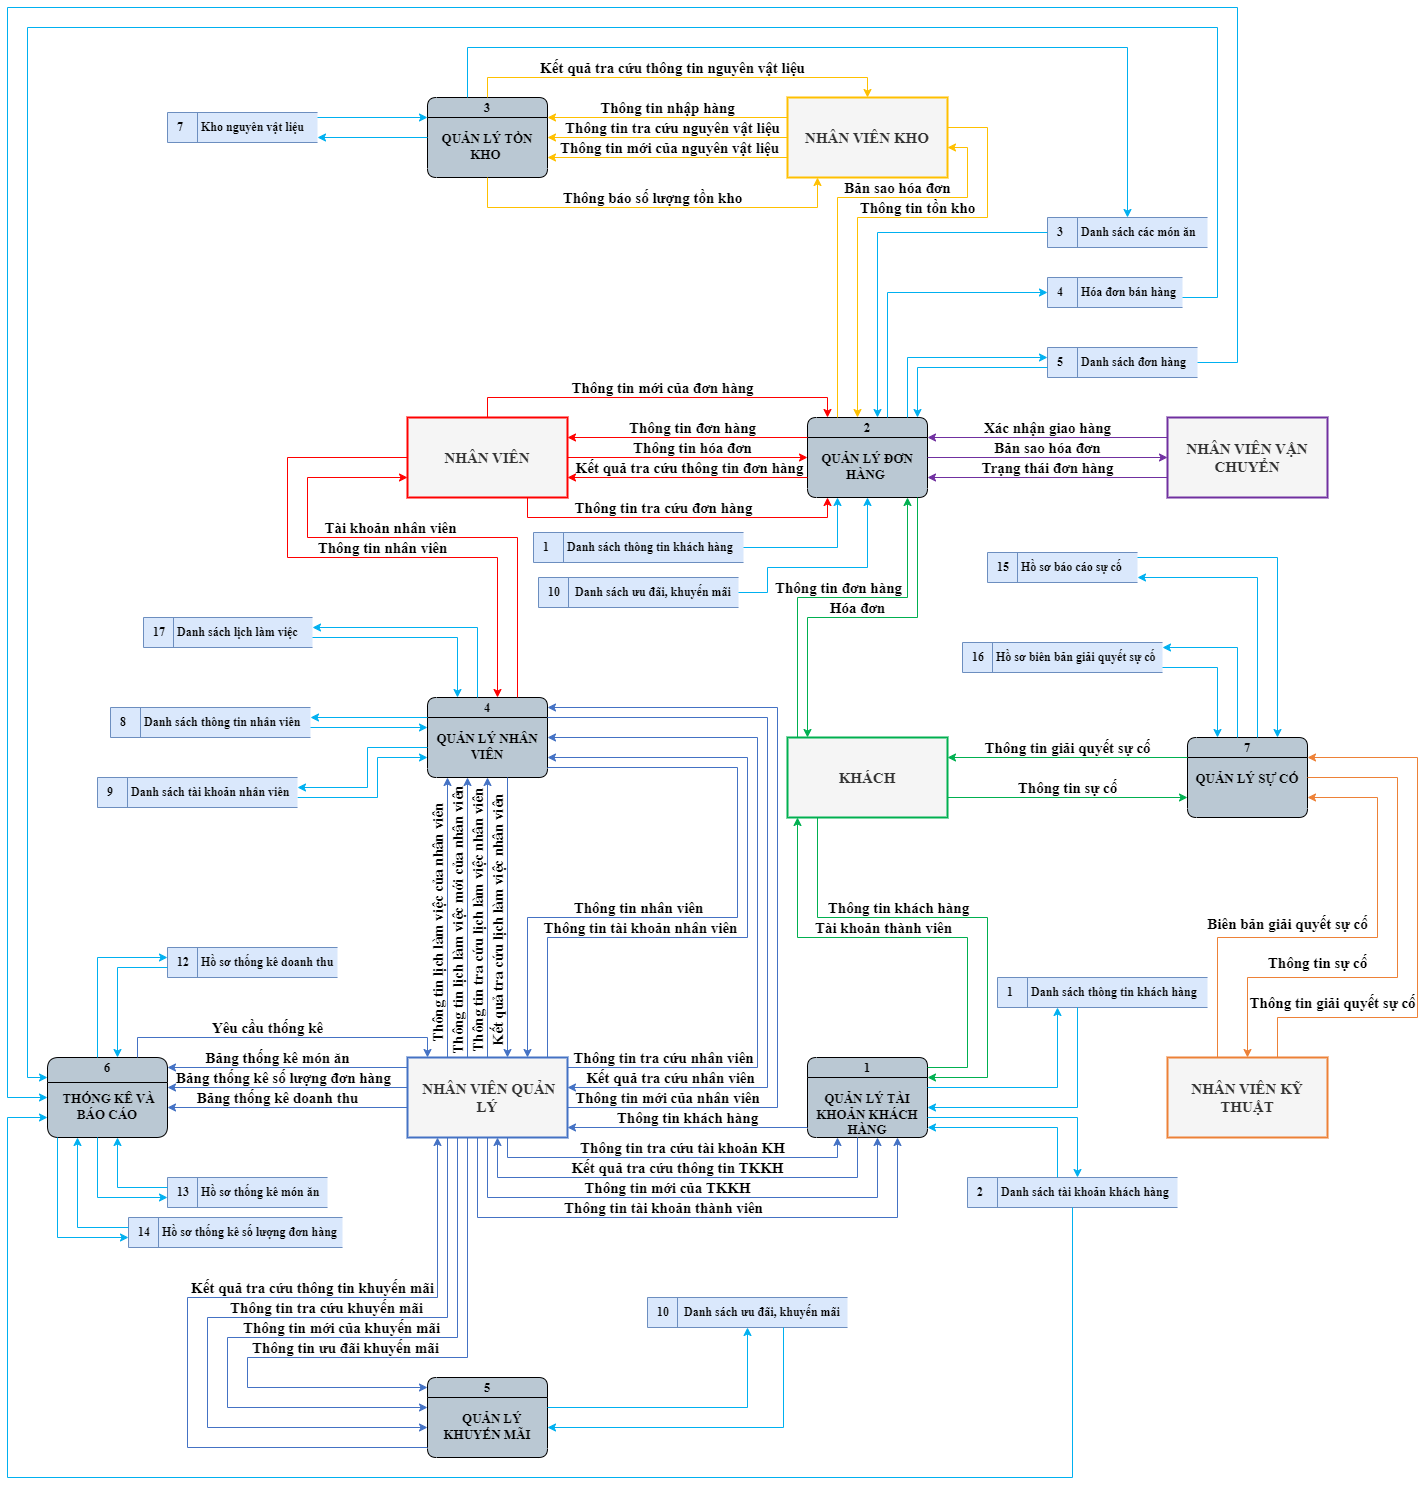 Kết quả tra cứu thông tin nguyên vật liệu
3
QUẢN LÝ TỒN
KHO
7
Kho nguyên vật liệu
Thông tin nhập hàng
Thông tin tra cứu nguyên vật liệu
Thông tin mới của nguyên vật liệu
NHÂN VIÊN KHO
Thông báo số lượng tồn kho
Bản sao hóa đơn
Thông tin tồn kho
3
Danh sách các món ăn
4
Hóa đơn bán hàng
5
Danh sách đơn hàng
Thông tin mới của đơn hàng
NHÂN VIÊN
Thông tin đơn hàng
Thông tin hóa đơn
Kết quả tra cứu thông tin đơn hàng
Thông tin tra cứu đơn hàng
2
QUẢN LÝ ĐƠN
HÀNG
Xác nhận giao hàng
Bản sao hóa đơn
Trạng thái đơn hàng
NHÂN VIÊN VẬN
CHUYỂN
Tài khoản nhân viên
Thông tin nhân viên
1
Danh sách thông tin khách hàng
10
Danh sách ưu đãi, khuyến mãi
Thông tin đơn hàng
Hóa đơn
15
Hồ sơ báo cáo sự cố
16
Hồ sơ biên bản giải quyết sự cố
17
Danh sách lịch làm việc
8
Danh sách thông tin nhân viên
9
Danh sách tài khoản nhân viên
4
QUẢN LÝ NHÂN
VIÊN
KHÁCH
Thông tin giải quyết sự cố
Thông tin sự cố
7
QUẢN LÝ SỰ CỐ
Thông tin lịch làm việc của nhân viên
Thông tin lịch làm việc mới của nhân viên
Thông tin tra cứu lịch làm việc nhân viên
Kết quả tra cứu lịch làm việc nhân viên
Thông tin nhân viên
Thông tin tài khoản nhân viên
Thông tin khách hàng
Tài khoản thành viên
Biên bản giải quyết sự cố
Thông tin sự cố
Thông tin giải quyết sự cố
12
Hồ sơ thống kê doanh thu
1
Danh sách thông tin khách hàng
Yêu cầu thống kê
Bảng thống kê món ăn
Bảng thống kê số lượng đơn hàng
Bảng thống kê doanh thu
6
THỐNG KÊ VÀ
BÁO CÁO
NHÂN VIÊN QUẢN
LÝ
Thông tin tra cứu nhân viên
Kết quả tra cứu nhân viên
Thông tin mới của nhân viên
Thông tin khách hàng
1
QUẢN LÝ TÀI
KHOẢN KHÁCH
HÀNG
NHÂN VIÊN KỸ
THUẬT
Thông tin tra cứu tài khoản KH
Kết quả tra cứu thông tin TKKH
Thông tin mới của TKKH
Thông tin tài khoản thành viên
2
Danh sách tài khoản khách hàng
13
Hồ sơ thống kê món ăn
14
Hồ sơ thống kê số lượng đơn hàng
Kết quả tra cứu thông tin khuyến mãi
Thông tin tra cứu khuyến mãi
Thông tin mới của khuyến mãi
Thông tin ưu đãi khuyến mãi
10
Danh sách ưu đãi, khuyến mãi
5
QUẢN LÝ
KHUYẾN MÃI